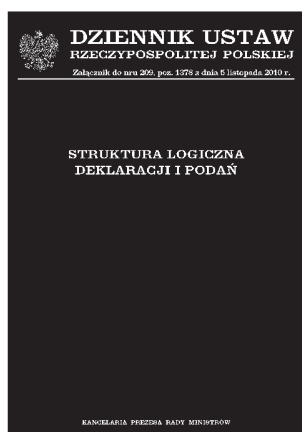 DZIENNIK USTAW
RZECZYPOSPOLITEJ POLSKIEJ
Załącznik do nru 209, poz. 1378 z dnia 5 listopada 2010 r.
STRUKTURA LOGICZNA
DEKLARACJI I PODAŃ
KANCELARIA PREZESA RADY MINISTRÓW